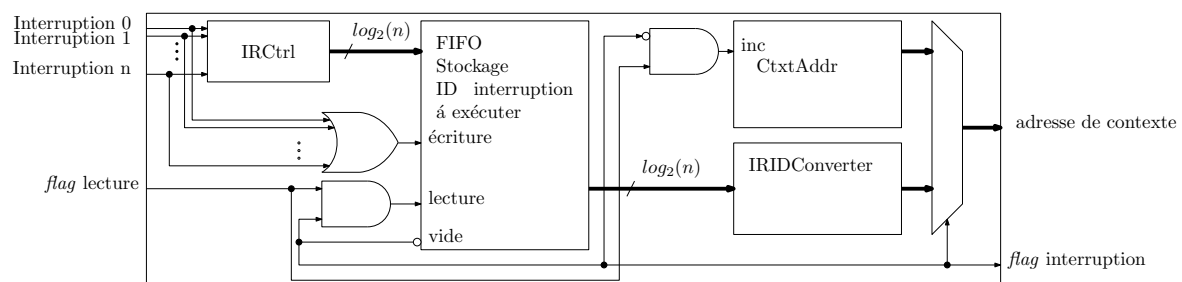 Interruption 0
Interruption 1
Interruption n
IRCtrl
log2(n)
FIFO
Stockage
ID interruption
á exécuter
écriture
flag lecture
lecture
vide
inc
CtxtAddr
log2(n)
IRIDConverter
adresse de contexte
flag interruption